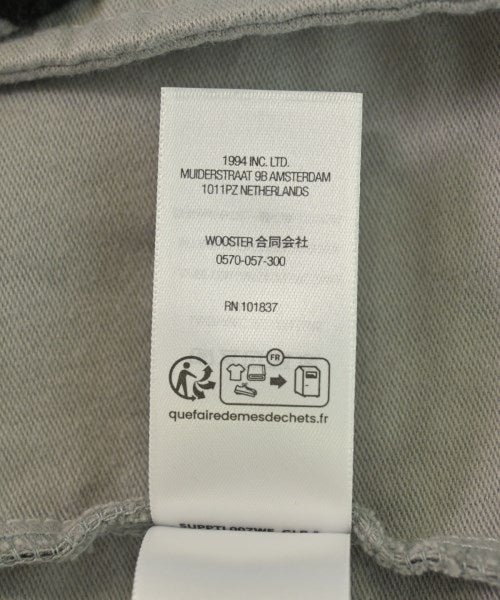 1994 INC. LTD.
MUIDERSTRAAT 9B AMSTERDAM
1011PZ NETHERLANDS
WOOSTER 合同会社
0570-057-300
RN 101837
FR
quefairedemesdechets.fr